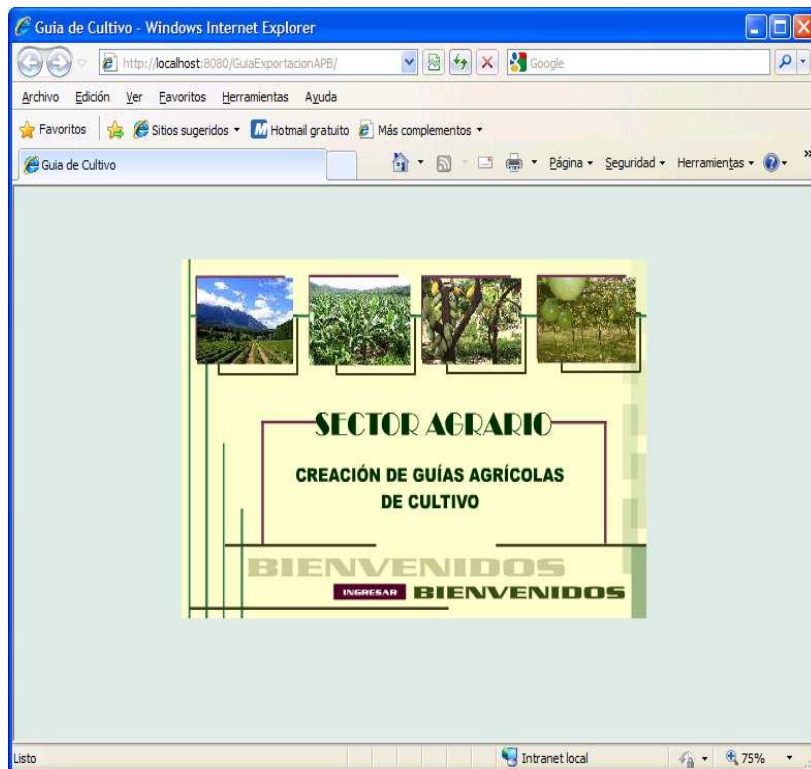 Guia de Cultivo - Windows Internet Explorer
http://localhost:8080/GuiaExportacionAPB/
Google
Archivo Edición Ver Favoritos Herramientas Ayuda
Favoritos Sitios sugeridos Hotmail gratuito Más complementos
Guia de Cultivo Página Seguridad Herramientas »
SECTOR AGRARIO
CREACIÓN DE GUÍAS AGRÍCOLAS
DE CULTIVO
BIENVENIDOS
INGRESAR BIENVENIDOS
Listo Intranet local 75%